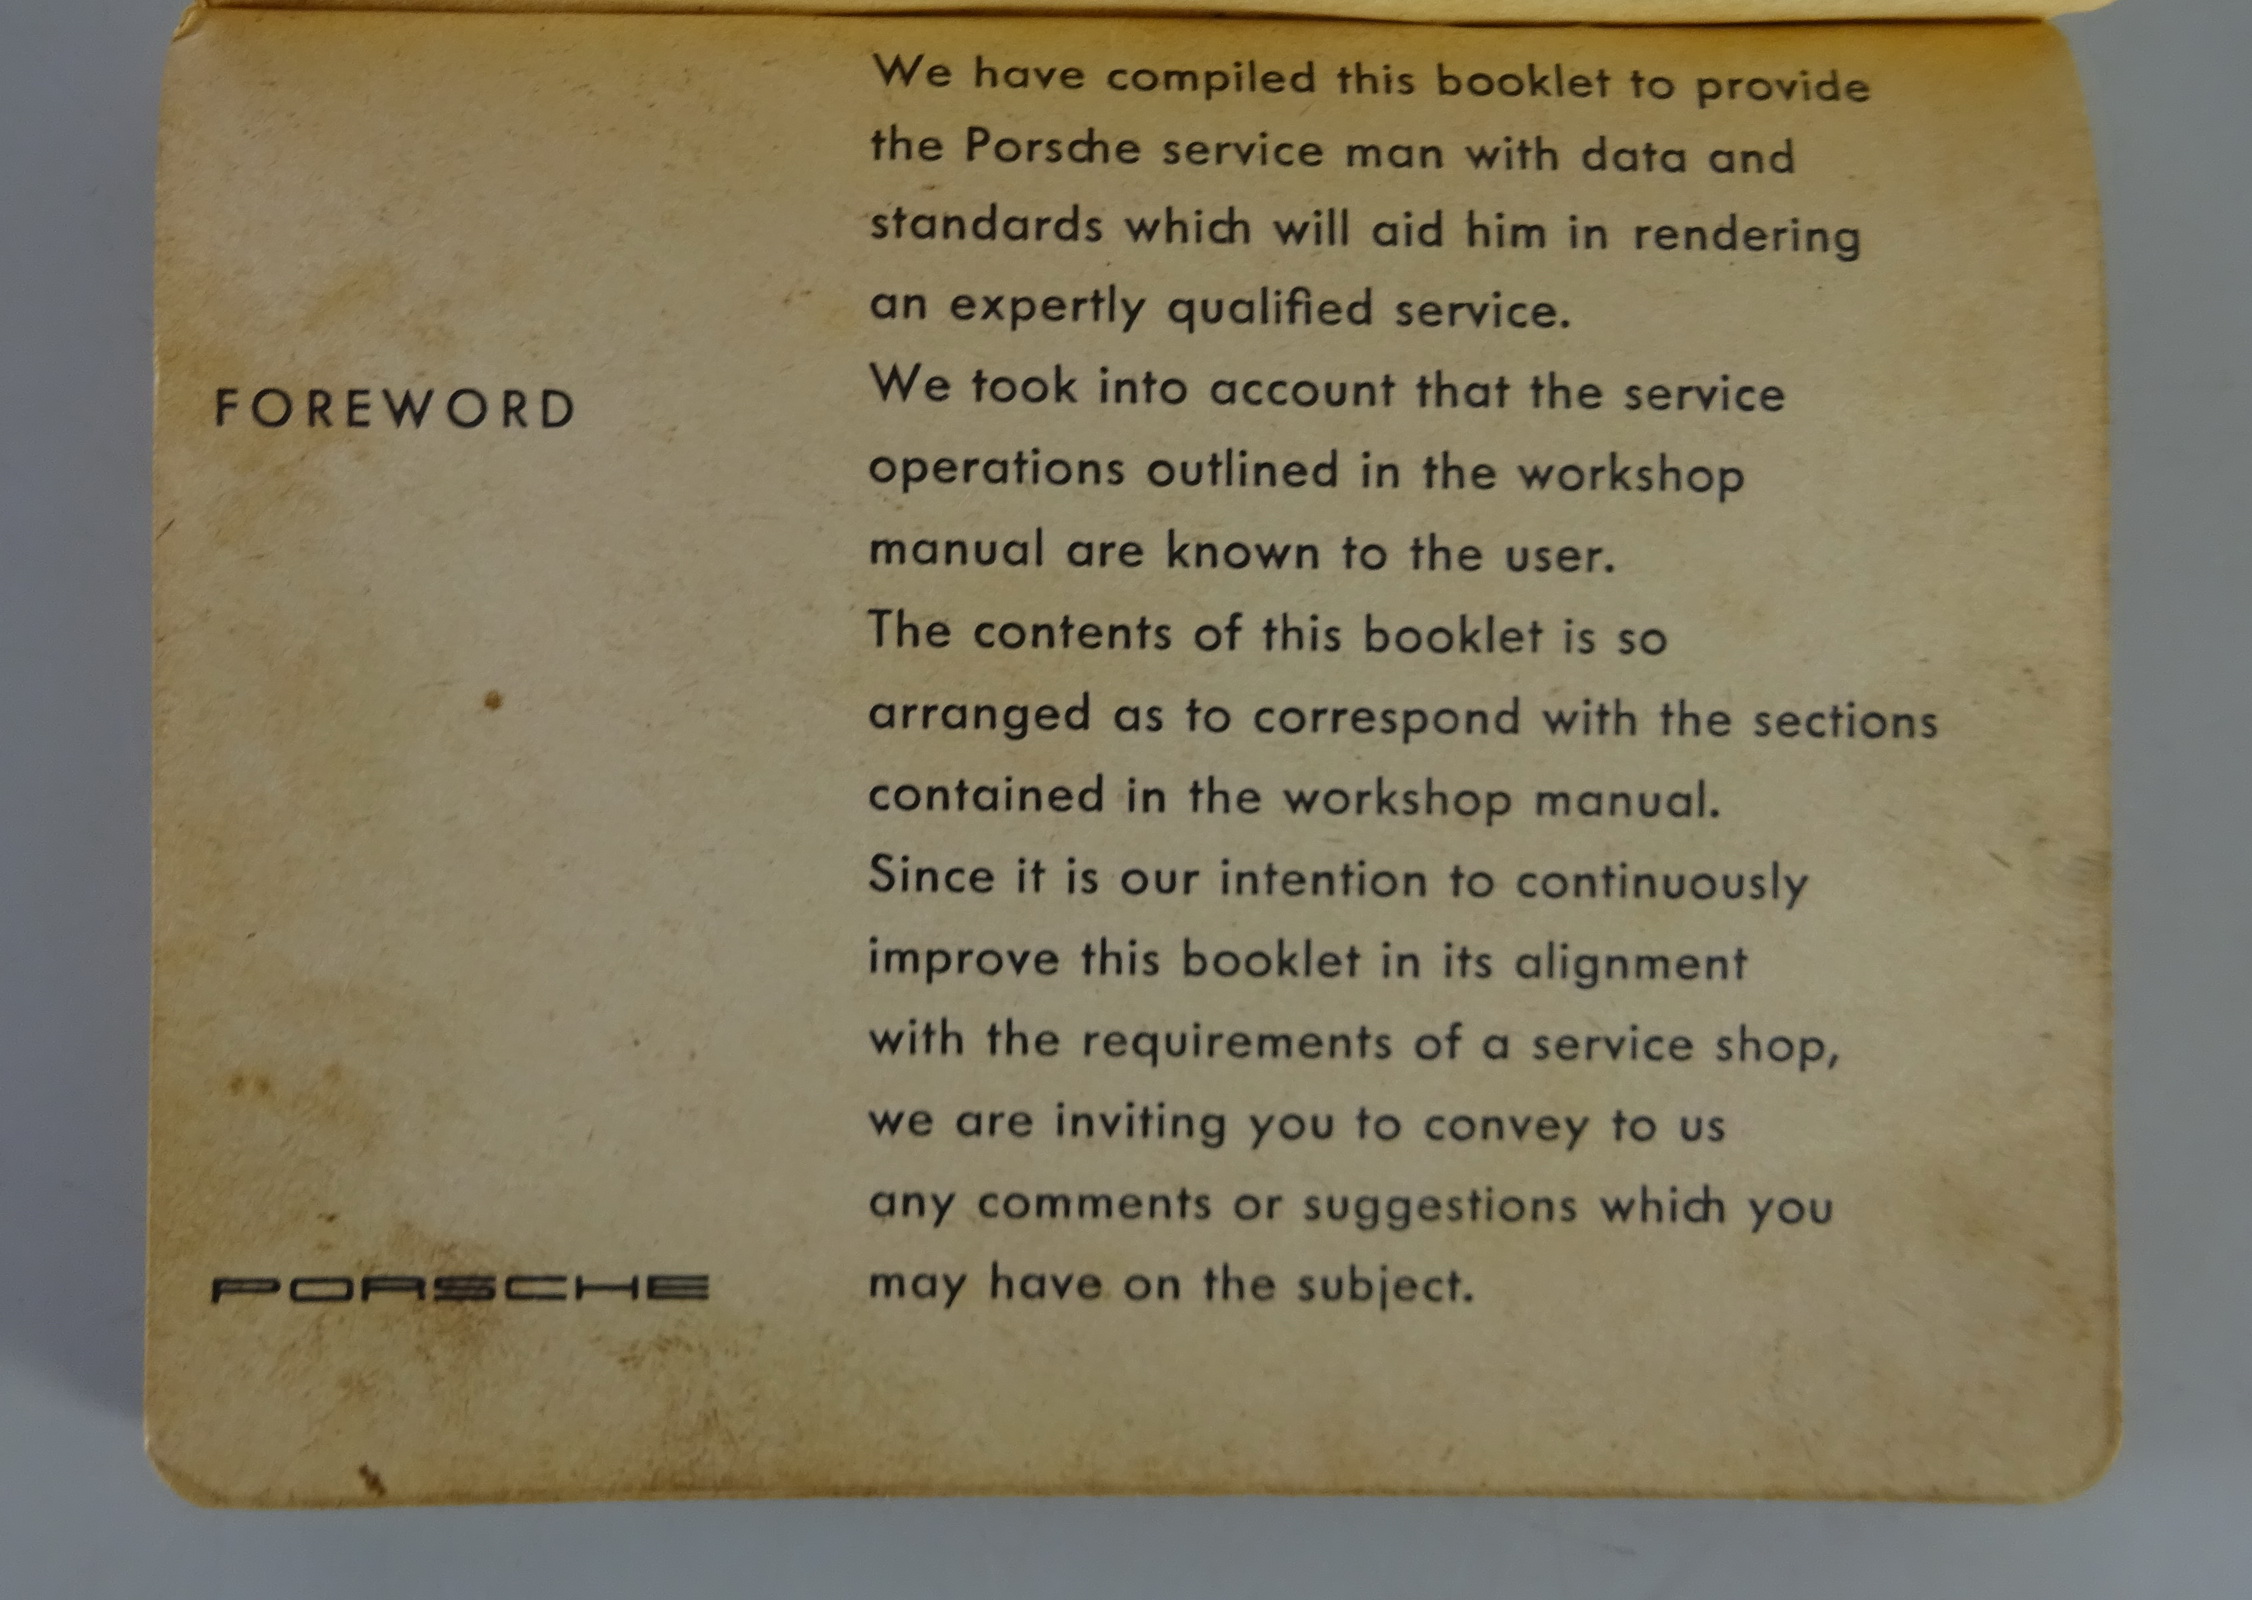 FOREWORD
We have compiled this booklet to provide
the Porsche service man with data and
standards which will aid him in rendering
an expertly qualified service.
We took into account that the service
operations outlined in the workshop
manual are known to the user.
The contents of this booklet is so
arranged as to correspond with the sections
contained in the workshop manual.
Since it is our intention to continuously
improve this booklet in its alignment
with the requirements of a service shop,
we are inviting you to convey to us
any comments or suggestions which you
may have on the subject.
PORSCHE